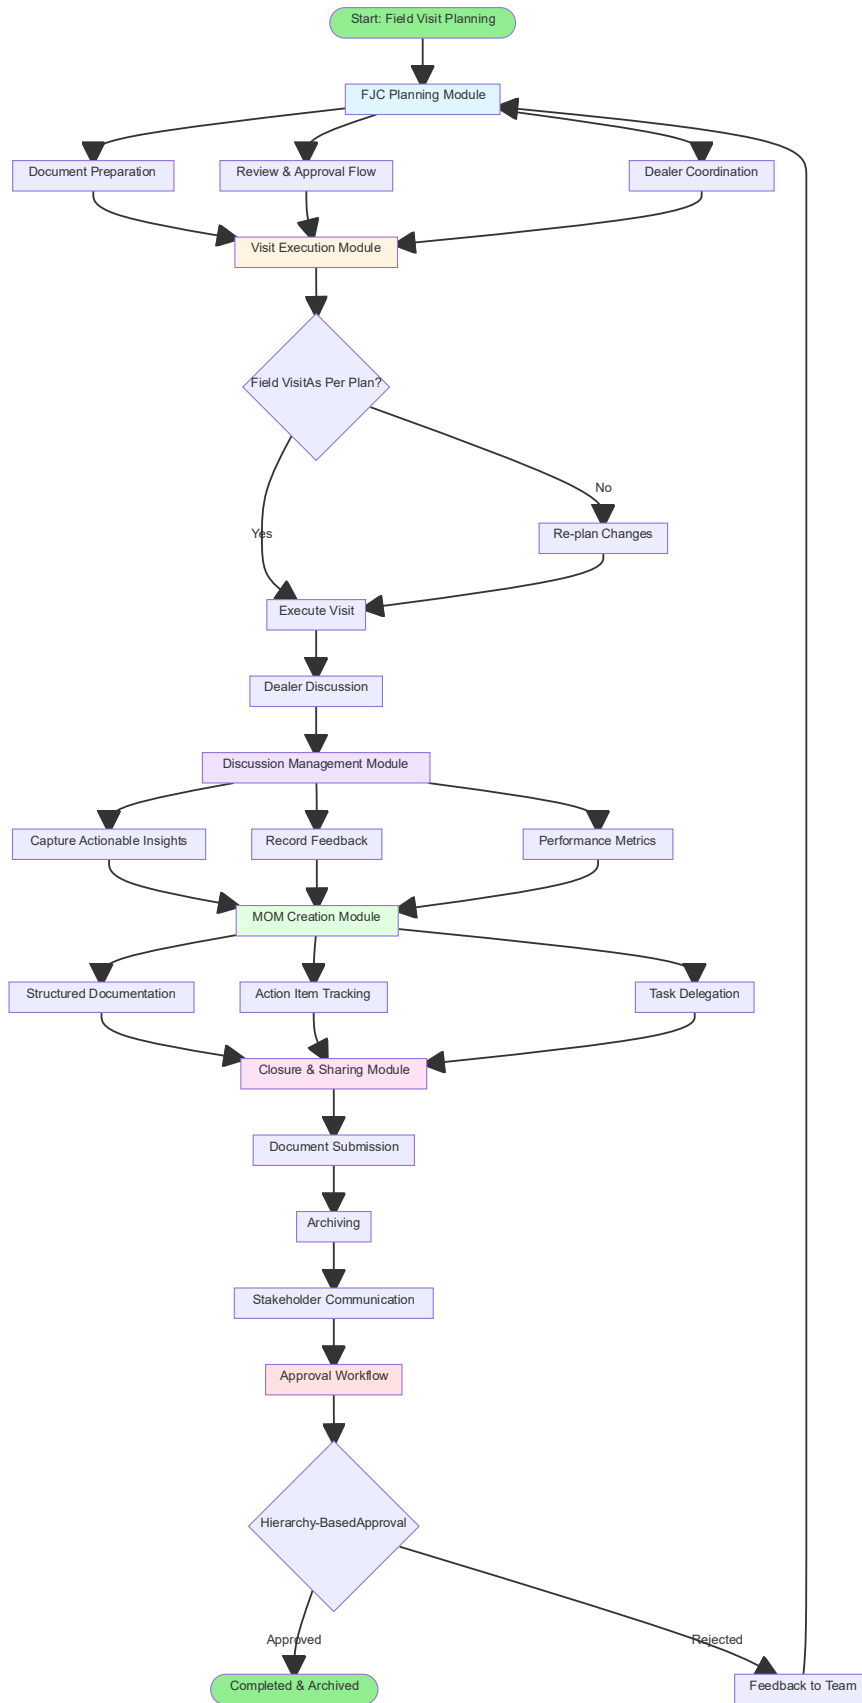 Start: Field Visit Planning
FJC Planning Module
Document Preparation
Review & Approval Flow
Dealer Coordination
Visit Execution Module
Field VisitAs Per Plan?
No
Yes
Re-plan Changes
Execute Visit
Dealer Discussion
Discussion Management Module
Capture Actionable Insights
Record Feedback
Performance Metrics
MOM Creation Module
Structured Documentation
Action Item Tracking
Task Delegation
Closure & Sharing Module
Document Submission
Archiving
Stakeholder Communication
Approval Workflow
Hierarchy-BasedApproval
Approved
Rejected
Completed & Archived
Feedback to Team